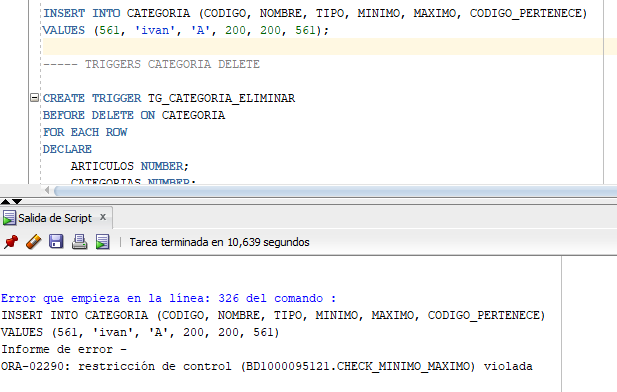 INSERT INTO CATEGORIA (CODIGO, NOMBRE, TIPO, MINIMO, MAXIMO, CODIGO_PERTENECE)
VALUES (561, 'ivan', 'A', 200, 200, 561);
----- TRIGGERS CATEGORIA DELETE
CREATE TRIGGER TG_CATEGORIA_ELIMINAR
BEFORE DELETE ON CATEGORIA
FOR EACH ROW
DECLARE
ARTICULOS NUMBER;
CATEGORIAS NUMBER;
Salida de Script x
Tarea terminada en 10,639 segundos
Error que empieza en la línea: 326 del comando :
INSERT INTO CATEGORIA (CODIGO, NOMBRE, TIPO, MINIMO, MAXIMO, CODIGO_PERTENECE)
VALUES (561, 'ivan', 'A', 200, 200, 561)
Informe de error -
ORA-02290: restricción de control (BD1000095121.CHECK_MINIMO_MAXIMO) violada